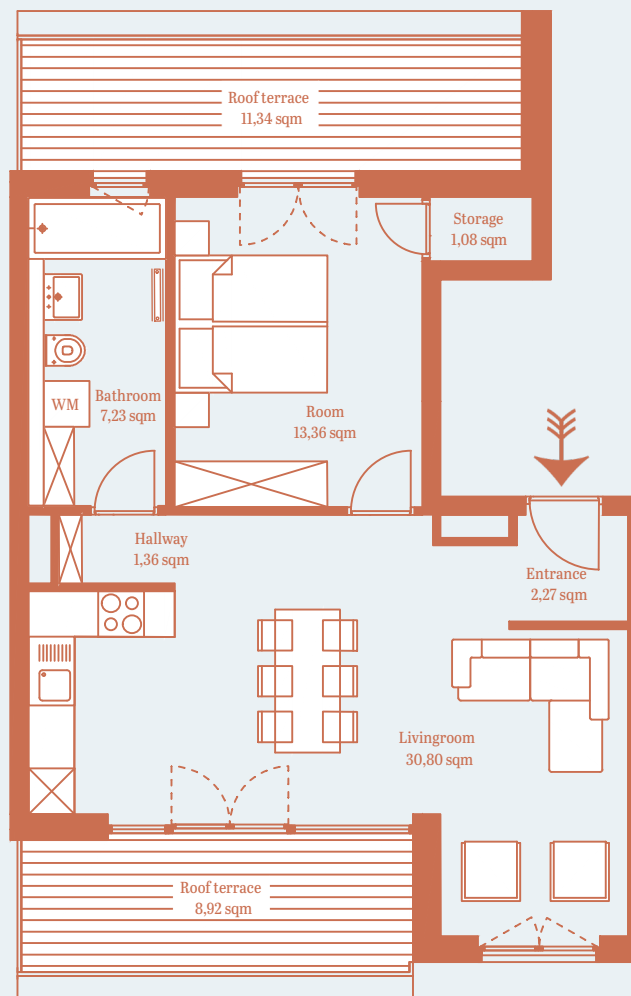 Roof terrace
11,34 sqm
Storage
1,08 sqm
WM
Bathroom
7,23 sqm
Room
13,36 sqm
Hallway
1,36 sqm
Entrance
2,27 sqm
Livingroom
30,80 sqm
Roof terrace
8,92 sqm